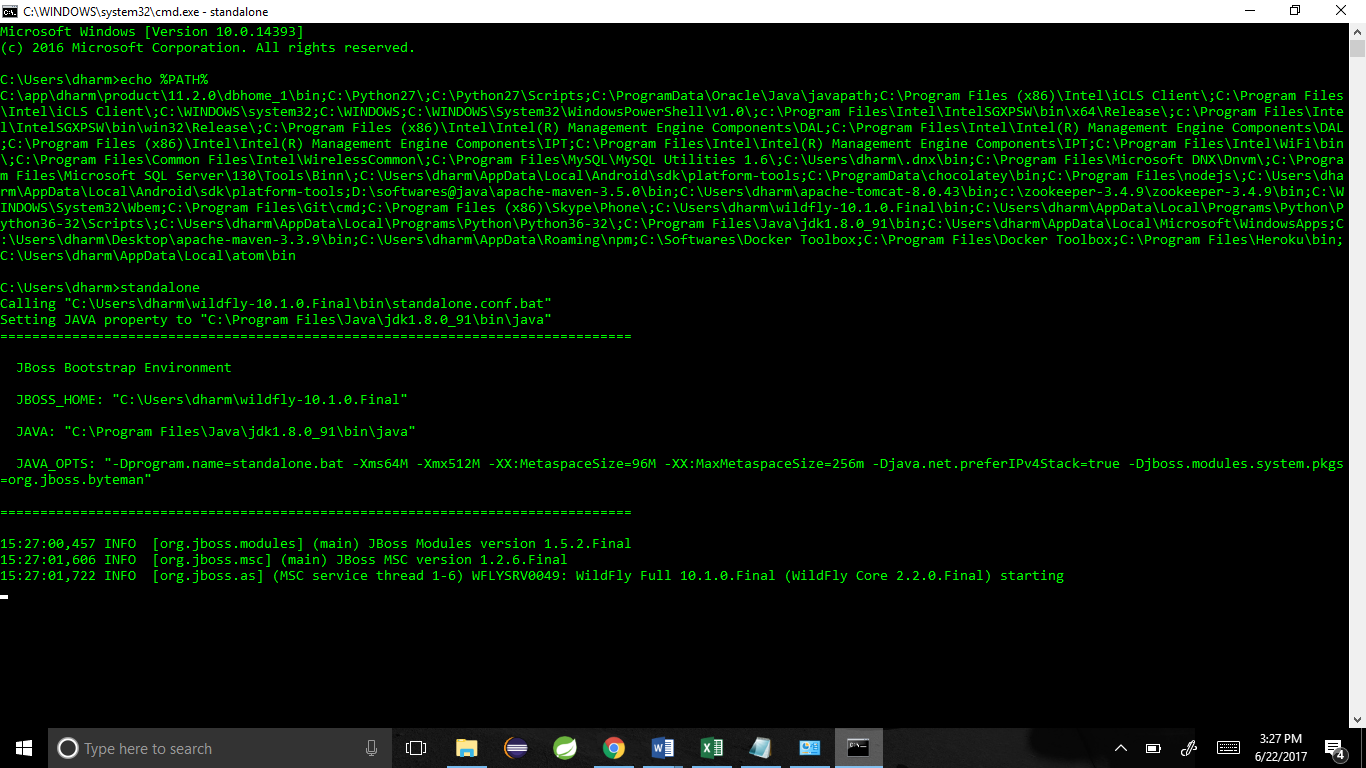 C:\WINDOWS\system32\cmd.exe - standalone
Microsoft Windows [Version 10.0.14393]
(c) 2016 Microsoft Corporation. All rights reserved.
C:\Users\dharm>echo %PATH%
C:\app\dharm\product\11.2.0\dbhome_1\bin;C:\Python27\;C:\Python27\Scripts;C:\ProgramData\Oracle\Java\javapath;C:\Program Files (x86)\Intel\iCLS Client\;C:\Program Files
\Intel\iCLS Client\;C:\WINDOWS\system32;C:\WINDOWS;C:\WINDOWS\System32\WindowsPowerShell\v1.0\;c:\Program Files\Intel\IntelSGXPSW\bin\x64\Release\;c:\Program Files\Inte
l\IntelSGXPSW\bin\win32\Release\;C:\Program Files (x86)\Intel\Intel(R) Management Engine Components\DAL;C:\Program Files\Intel\Intel(R) Management Engine Components\DAL
;C:\Program Files (x86)\Intel\Intel(R) Management Engine Components\IPT;C:\Program Files\Intel\Intel(R) Management Engine Components\IPT;C:\Program Files\Intel\WiFi\bin
\;C:\Program Files\Common Files\Intel\WirelessCommon\;C:\Program Files\MySQL\MySQL Utilities 1.6\;C:\Users\dharm\.dnx\bin;C:\Program Files\Microsoft DNX\Dnvm\;C:\Progra
m Files\Microsoft SQL Server\130\Tools\Binn\;C:\Users\dharm\AppData\Local\Android\sdk\platform-tools;C:\ProgramData\chocolatey\bin;C:\Program Files\nodejs\;C:\Users\dha
rm\AppData\Local\Android\sdk\platform-tools;D:\softwares@java\apache-maven-3.5.0\bin;C:\Users\dharm\apache-tomcat-8.0.43\bin;c:\zookeeper-3.4.9\zookeeper-3.4.9\bin;C:\W
INDOWS\System32\Wbem;C:\Program Files\Git\cmd;C:\Program Files (x86)\Skype\Phone\;C:\Users\dharm\wildfly-10.1.0.Final\bin;C:\Users\dharm\AppData\Local\Programs\Python\P
ython36-32\Scripts\;C:\Users\dharm\AppData\Local\Programs\Python\Python36-32\;C:\Program Files\Java\jdk1.8.0_91\bin;C:\Users\dharm\AppData\Local\Microsoft\WindowsApps;C
:\Users\dharm\Desktop\apache-maven-3.3.9\bin;C:\Users\dharm\AppData\Roaming\npm;C:\Softwares\Docker Toolbox;C:\Program Files\Docker Toolbox;C:\Program Files\Heroku\bin;
C:\Users\dharm\AppData\Local\atom\bin
C:\Users\dharm>standalone
Calling "C:\Users\dharm\wildfly-10.1.0.Final\bin\standalone.conf.bat"
Setting JAVA property to "C:\Program Files\Java\jdk1.8.0_91\bin\java"
===============================================================================
JBoss Bootstrap Environment
JBOSS_HOME: "C:\Users\dharm\wildfly-10.1.0.Final"
JAVA: "C:\Program Files\Java\jdk1.8.0_91\bin\java"
JAVA_OPTS: "-Dprogram.name=standalone.bat -Xms64M -Xmx512M -XX:MetaspaceSize=96M -XX:MaxMetaspaceSize=256m -Djava.net.preferIPv4Stack=true -Djboss.modules.system.pkgs
=org.jboss.byteman"
===============================================================================
15:27:00,457 INFO  [org.jboss.modules] (main) JBoss Modules version 1.5.2.Final
15:27:01,606 INFO  [org.jboss.msc] (main) JBoss MSC version 1.2.6.Final
15:27:01,722 INFO  [org.jboss.as] (MSC service thread 1-6) WFLYSRV0049: WildFly Full 10.1.0.Final (WildFly Core 2.2.0.Final) starting
Type here to search
3:27 PM
6/22/2017
4